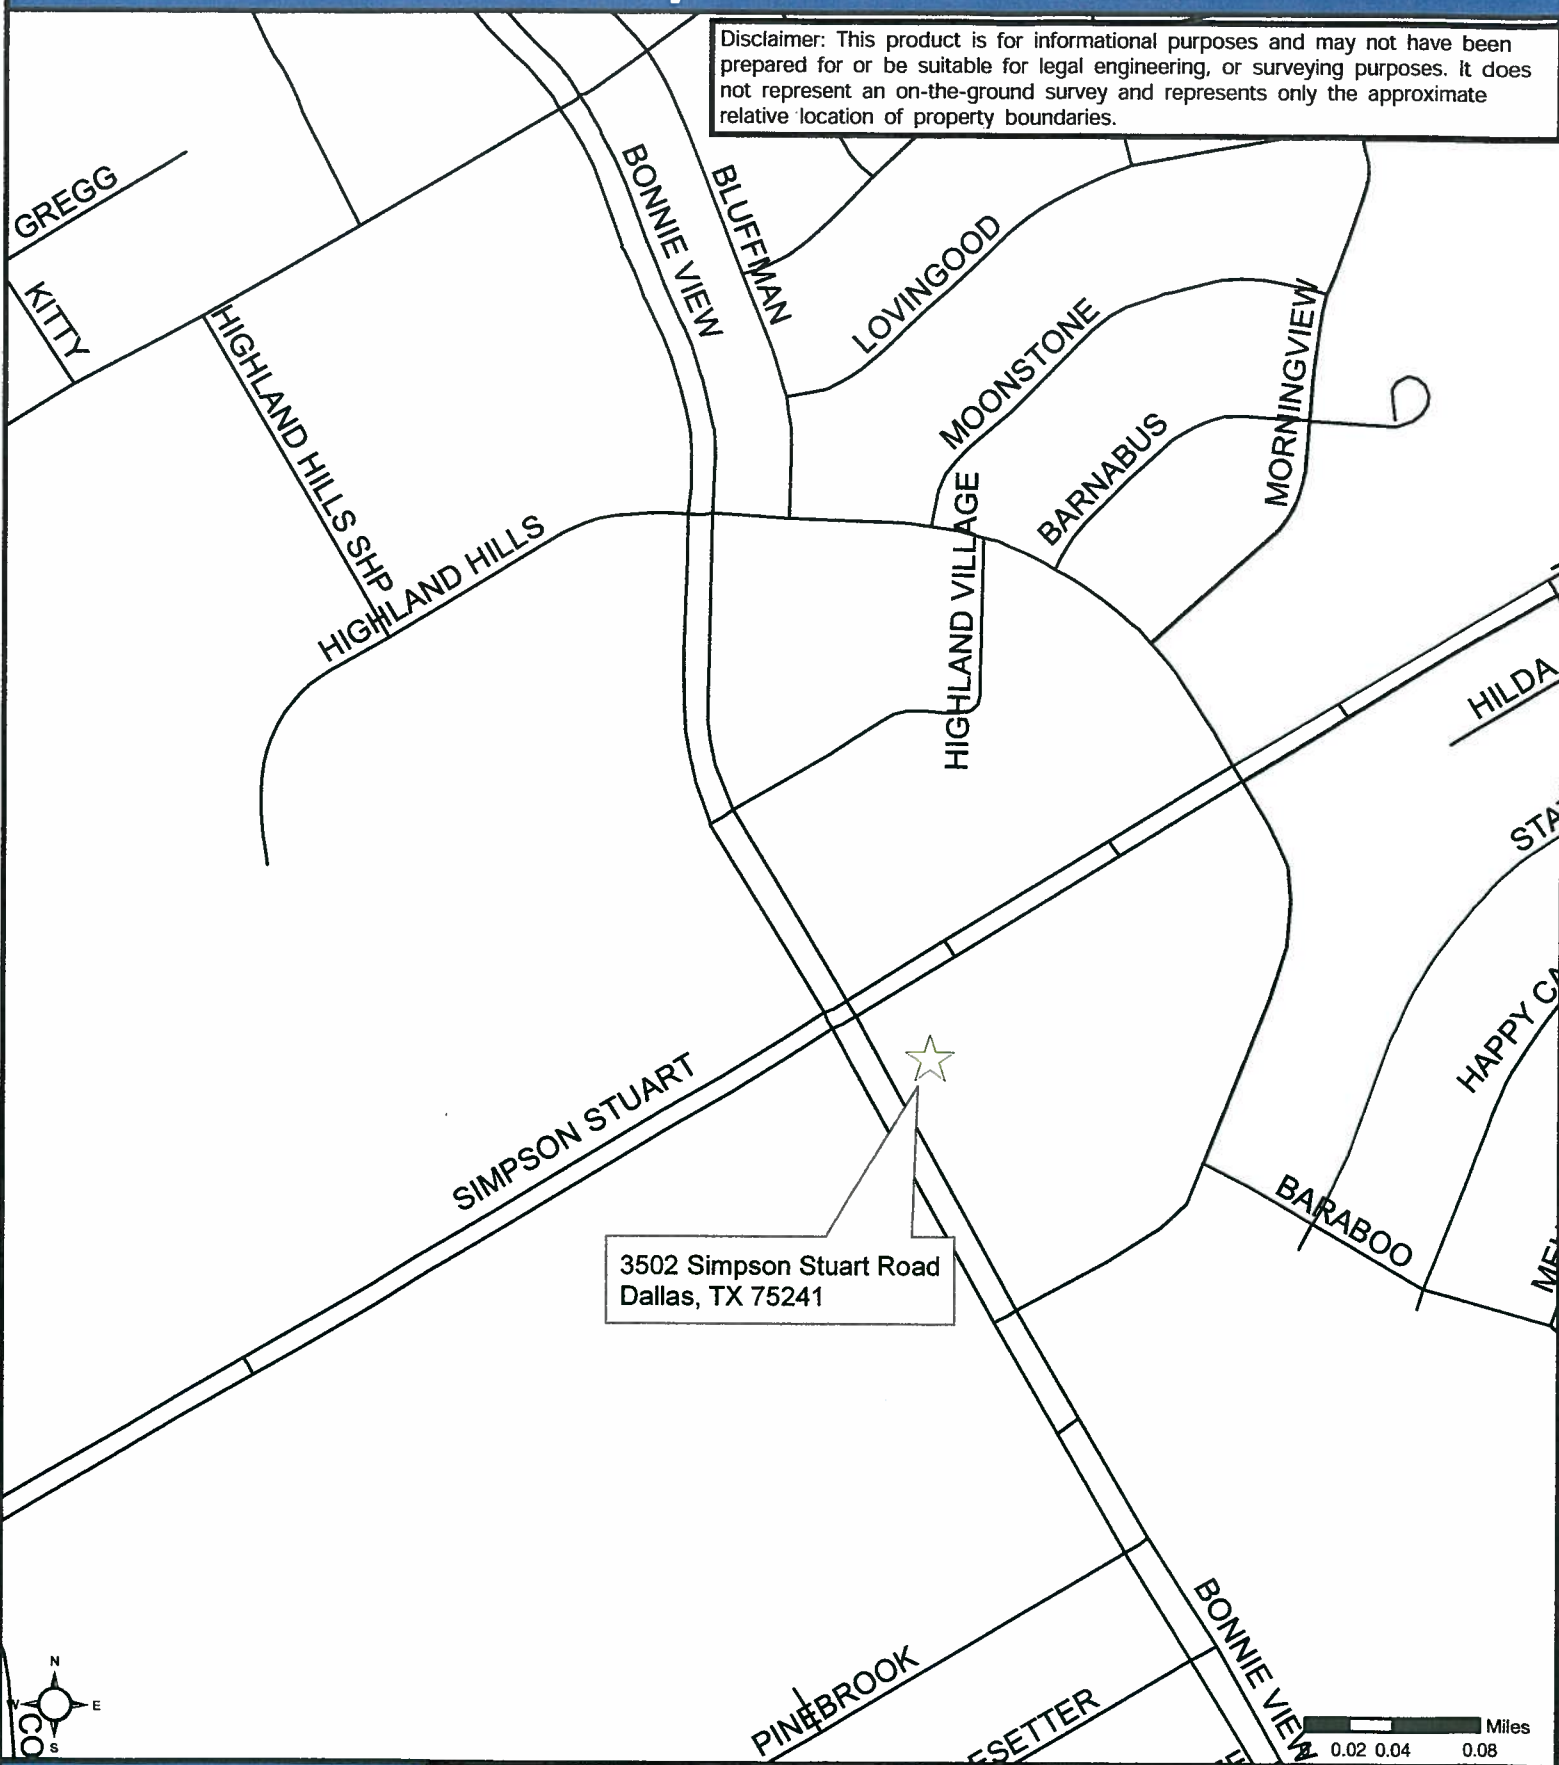 Disclaimer: This product is for informational purposes and may not have been
prepared for or be suitable for legal engineering, or surveying purposes. It does
not represent an on-the-ground survey and represents only the approximate
relative location of property boundaries.
GREGG
KITTY
BONNIE VIEW
BLUFFMAN
LOVINGOOD
MOONSTONE
MORNINGVIEW
BARNABUS
HIGHLAND HILLS SHP
HIGHLAND HILLS
HIGHLAND VILLAGE
HILDA
STA
HAPPY CA
SIMPSON STUART
BARABOO
3502 Simpson Stuart Road
Dallas, TX 75241
BONNIE VIEW
PINEBROOK
ESETTER
N
W
E
S
CO
Miles
0.02 0.04
0.08